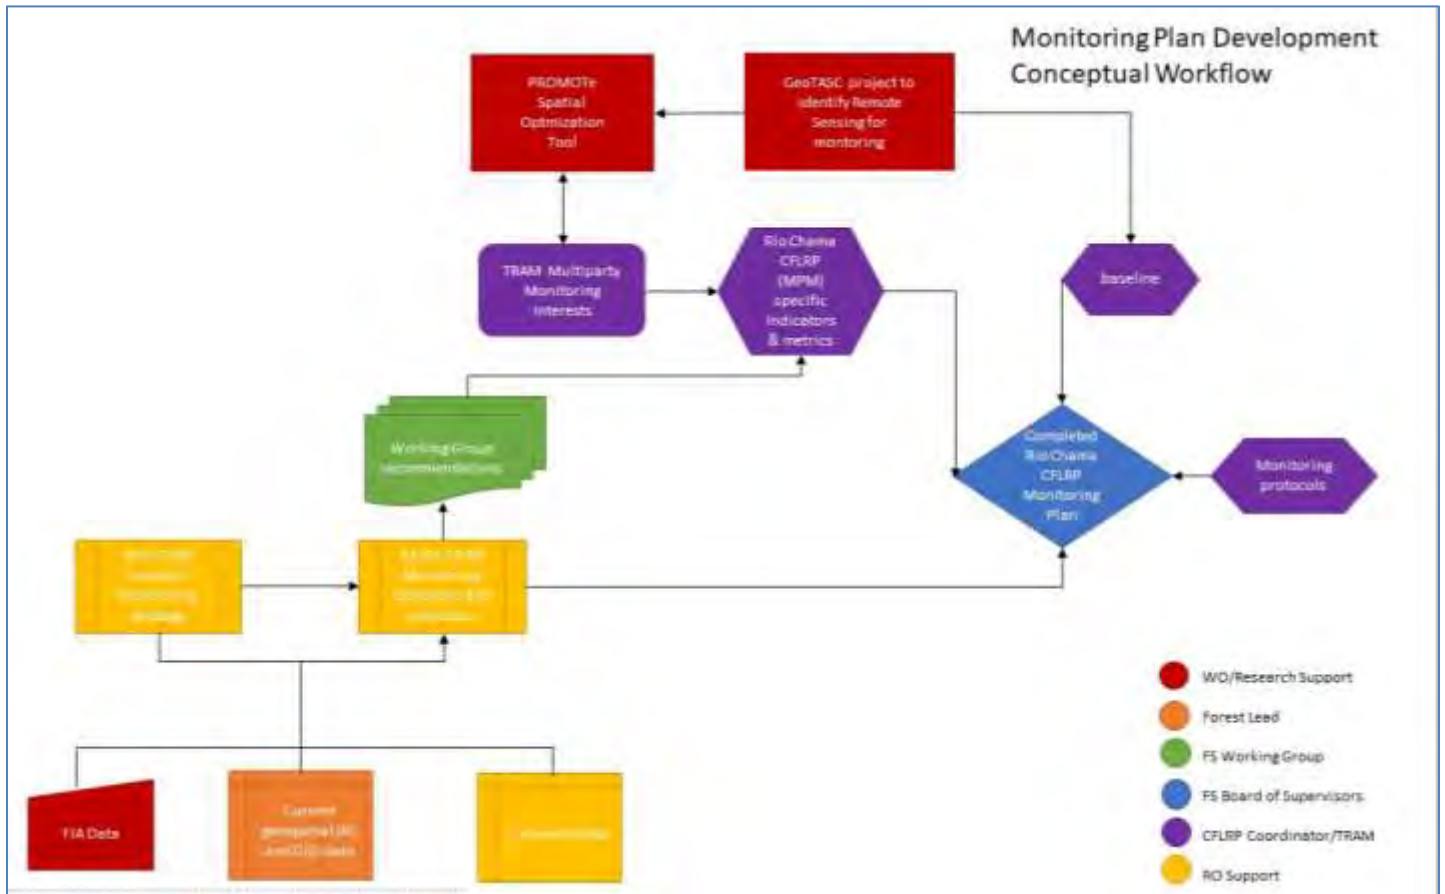 Monitoring Plan Development
Conceptual Workflow
PROMOTe
Spatial
Optmization
Tool
GeoTASC project to
identify Remote
Sensing for
montoring
TRAM Multiparty
Monitoring
Interests
Rio Chama
CFLRP
(MPM)
specific
Indicators
& metrics
baseline
Working Group
recommendations
Completed
Rio Chama
CFLRP
Monitoring
Plan
Monitoring
protocols
FIA Data
Current
WO/Research Support
Forest Lead
FS Working Group
FS Board of Supervisors
CFLRP Coordinator/TRAM
RO Support